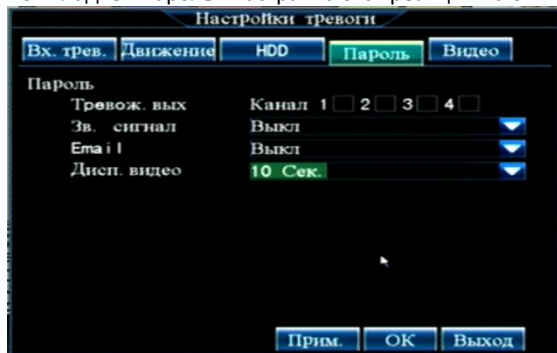 Настройки тревоги
Вх. трев. Движение HDD Пароль Видео
Пароль
Тревож. вых Канал 1 2 3 4
Зв. сигнал Выкл
Email Выкл
Дисп. видео 10 Сек.
Прим. OK Выход